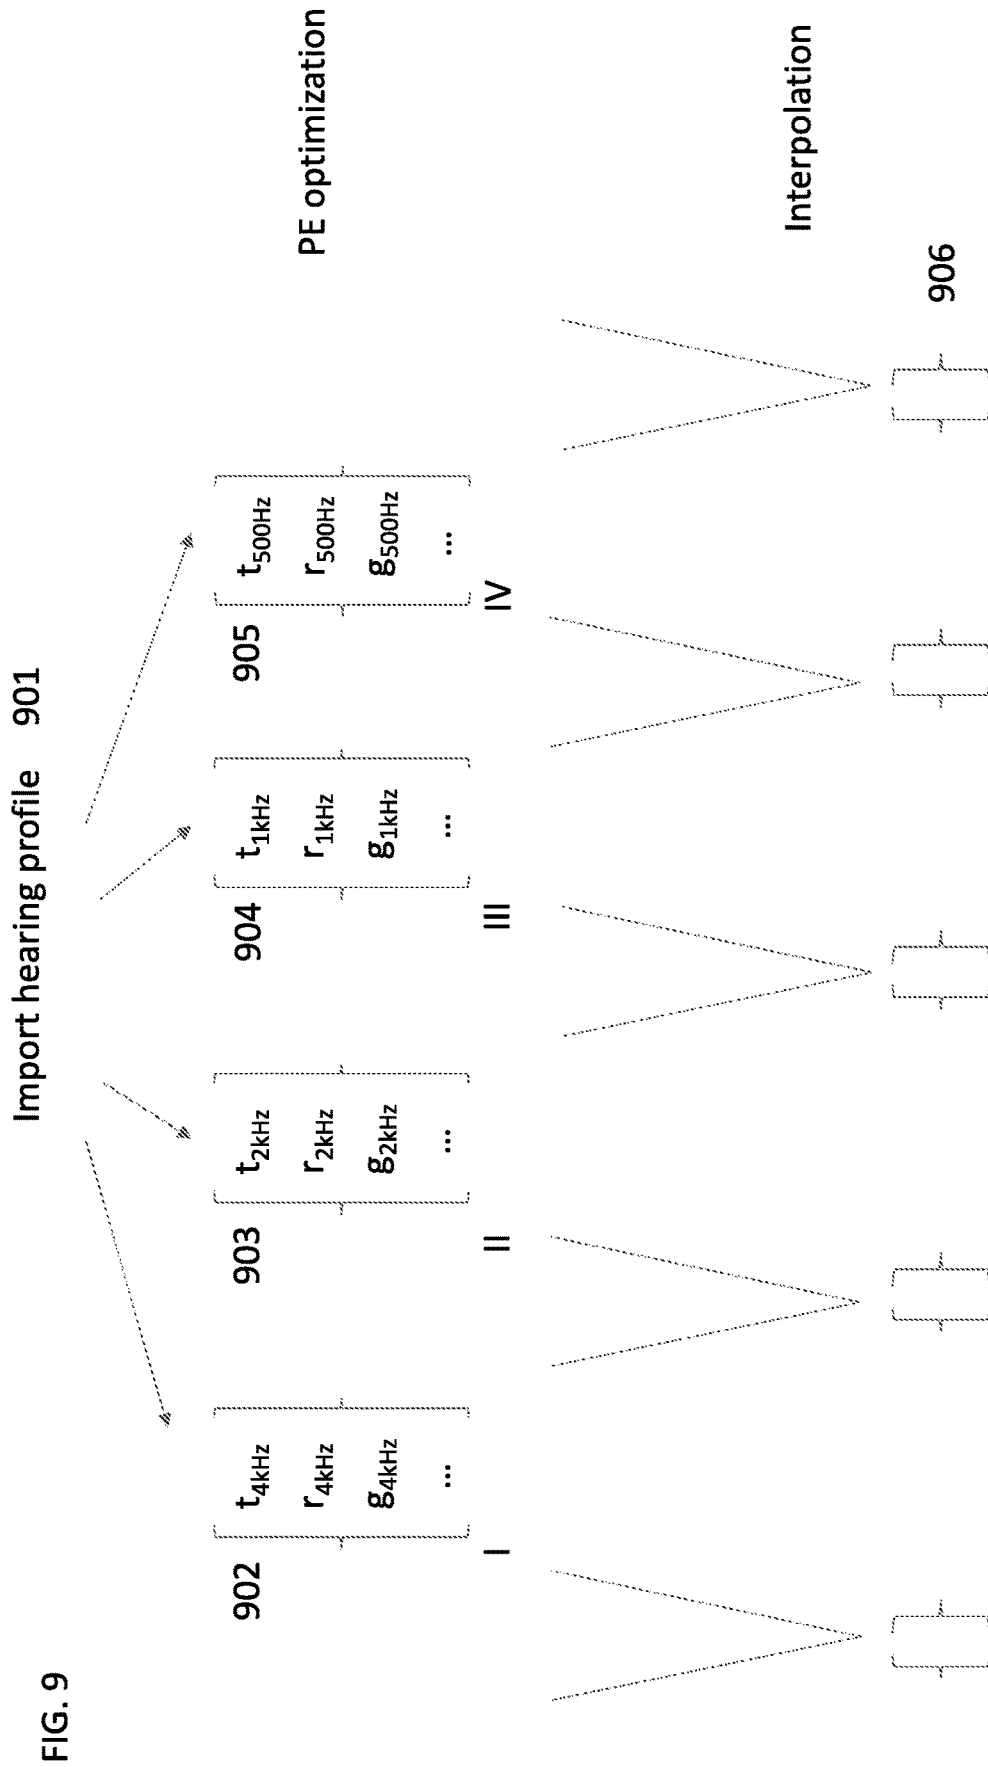 FIG. 9
Import hearing profile 901
902
t4kHz
r4kHz
g4kHz
...
I
903
t2kHz
r2kHz
g2kHz
...
II
904
t1kHz
r1kHz
g1kHz
...
III
905
t500Hz
r500Hz
g500Hz
...
IV
PE optimization
Interpolation
906